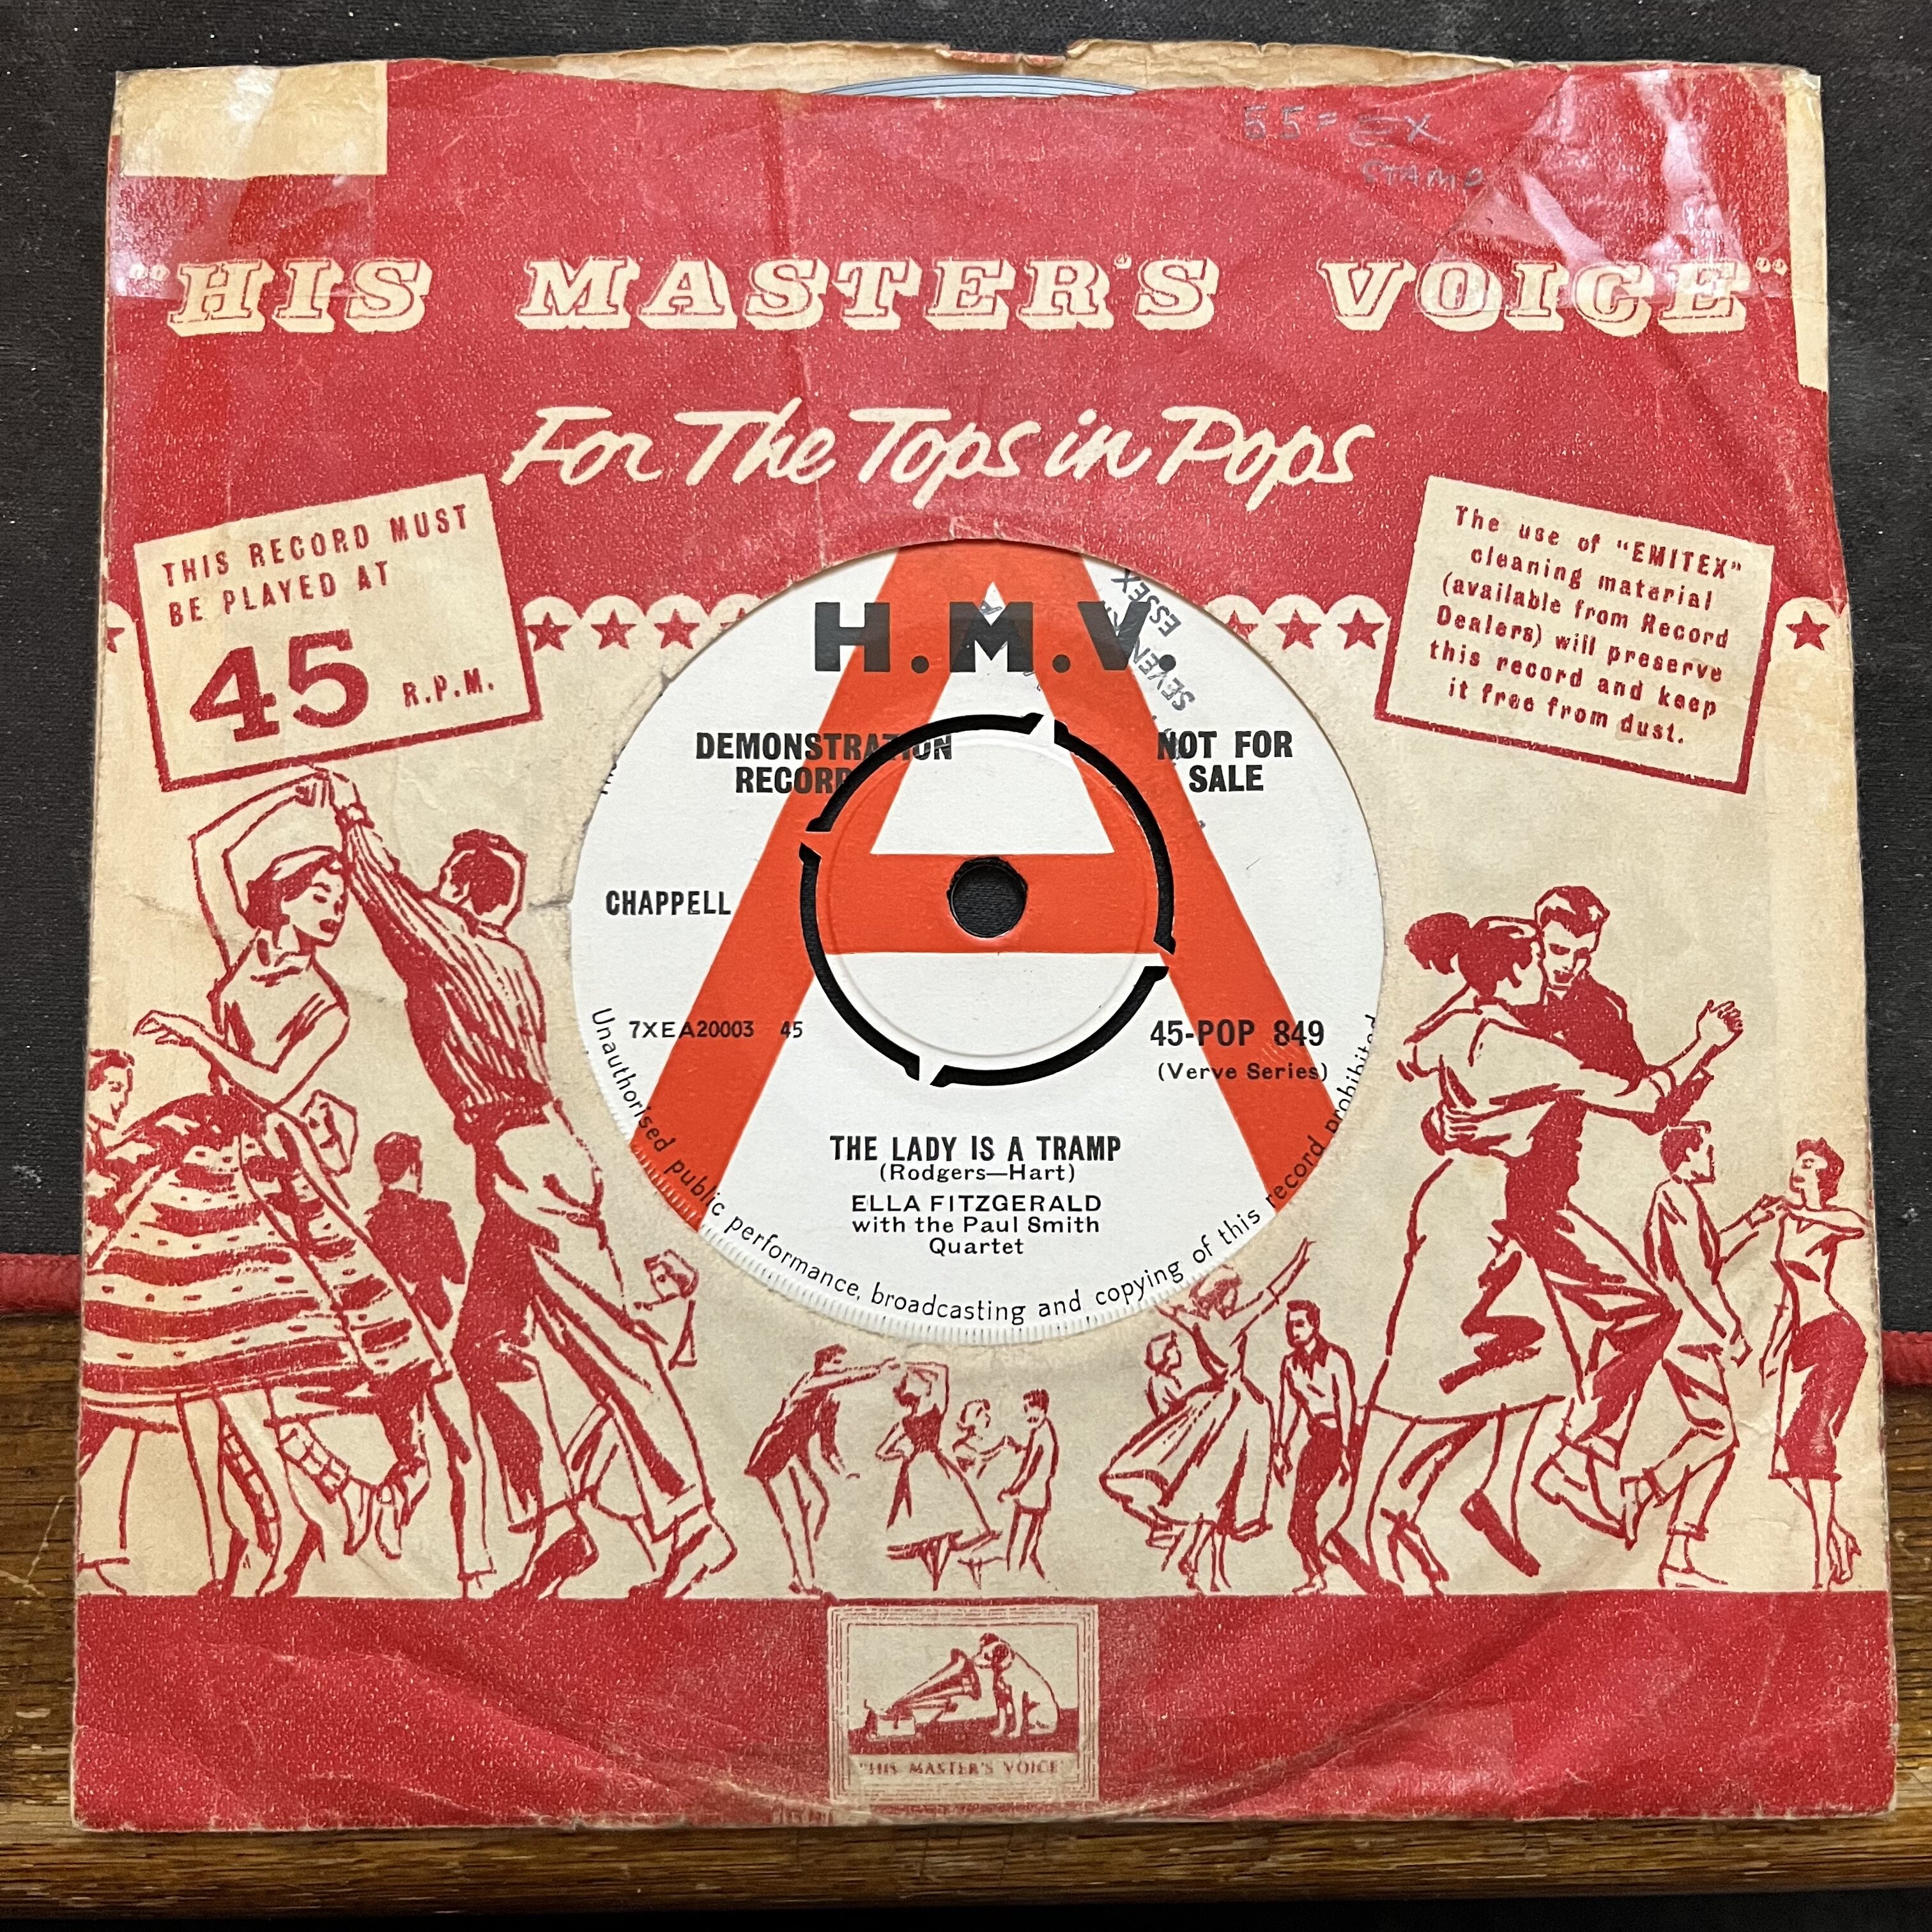 55= EX
STAMP
"HIS MASTER'S VOICE"
For The Tops in Pops
THIS RECORD MUST
BE PLAYED AT
45 R.P.M.
The use of "EMITEX"
cleaning material
(available from Record
Dealers) will preserve
this record and keep
it free from dust.
H.M.V.
ESSEX
SEVEN
DEMONSTRATION
RECORD
NOT FOR
SALE
CHAPPELL
7XEA20003 45
45-POP 849
(Verve Series)
THE LADY IS A TRAMP
(Rodgers—Hart)
ELLA FITZGERALD
with the Paul Smith
Quartet
Unauthorised public performance, broadcasting and copying of this record prohibited
"HIS MASTER'S VOICE"